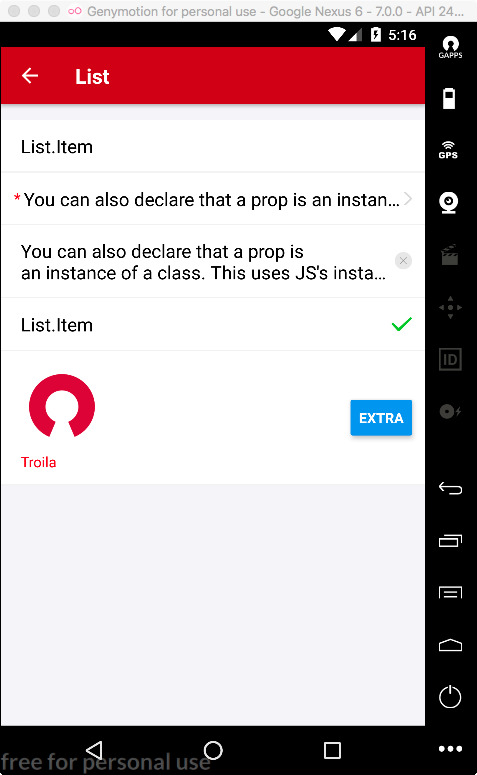 Genymotion for personal use - Google Nexus 6 - 7.0.0 - API 24...
5:16
GAPPS
List
List.Item
GPS
* You can also declare that a prop is an instan...
You can also declare that a prop is
an instance of a class. This uses JS's insta...
List.Item
ID
EXTRA
Troila
free for personal use